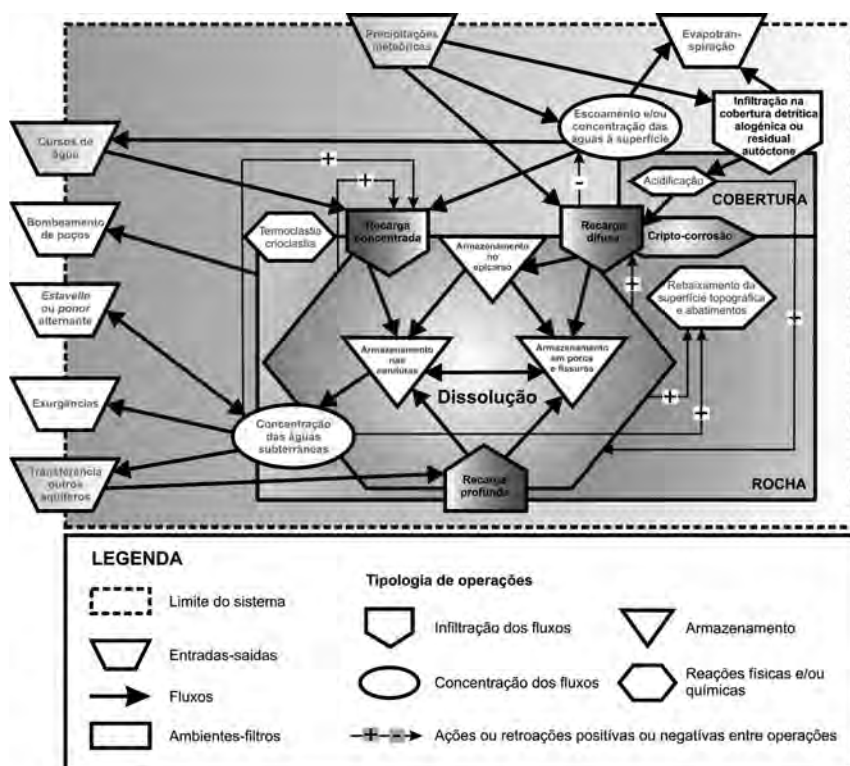 Precipitações
meteóricas
Evapotran-
spiração
Infiltração na
cobertura detrítica
alogénica ou
residual
autóctone
Escoamento e/ou
concentração das
águas à superfície
Cursos de
água
+
+
-
Acidificação
COBERTURA
Bombeamento
de poços
Termoclastia
crioclastia
Recarga
concentrada
Armazenamento
no
epicarso
Recarga
difusa
Cripto-corrosão
+
Rebaixamento da
superfície topográfica
e abatimentos
+
Estavelle
ou ponor
alternante
Armazenamento
nas
condutas
Armazenamento
em poros
e fissuras
Dissolução
+
+
+
Exurgências
Concentração
das águas
subterrâneas
Transferência
outros
aquíferos
Recarga
profunda
ROCHA
LEGENDA
Tipologia de operações
Limite do sistema
Infiltração dos fluxos
Armazenamento
Entradas-saidas
Fluxos
Concentração dos fluxos
Reações físicas e/ou
químicas
Ambientes-filtros
+ - Ações ou retroações positívas ou negativas entre operações